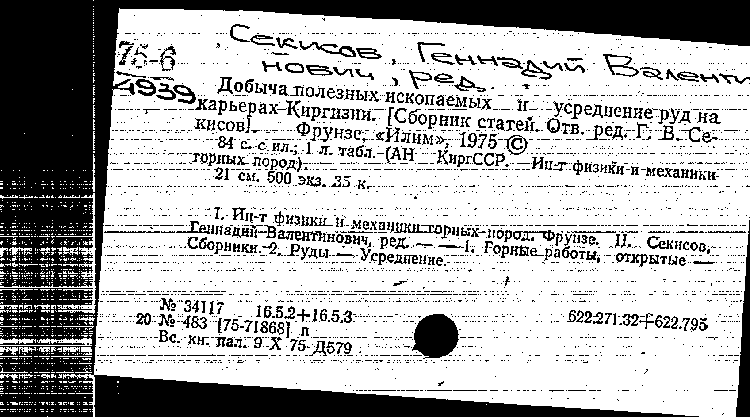 Секисов, Геннадий Валенти
75-6
нович, ред.
4939
Добыча полезных ископаемых и усреднение руд на
карьерах Киргизии. [Сборник статей. Отв. ред. Г. В. Се-
кисов]. Фрунзе, «Илим», 1975 ©
84 с. с ил.; 1 л. табл. (АН КиргССР. Ин-т физики и механики
горных пород).
21 см. 500 экз. 35 к.
I. Ин-т физики и механики горных пород. Фрунзе. II. Секисов,
Геннадий Валентинович, ред. — — 1. Горные работы, открытые —
Сборники. 2. Руды — Усреднение.
№ 34117 16.5.2+16.5.3
622.271.32+622.795
20 № 483 [75-71868] п
Вс. кн. пал. 9 X 75 Д579